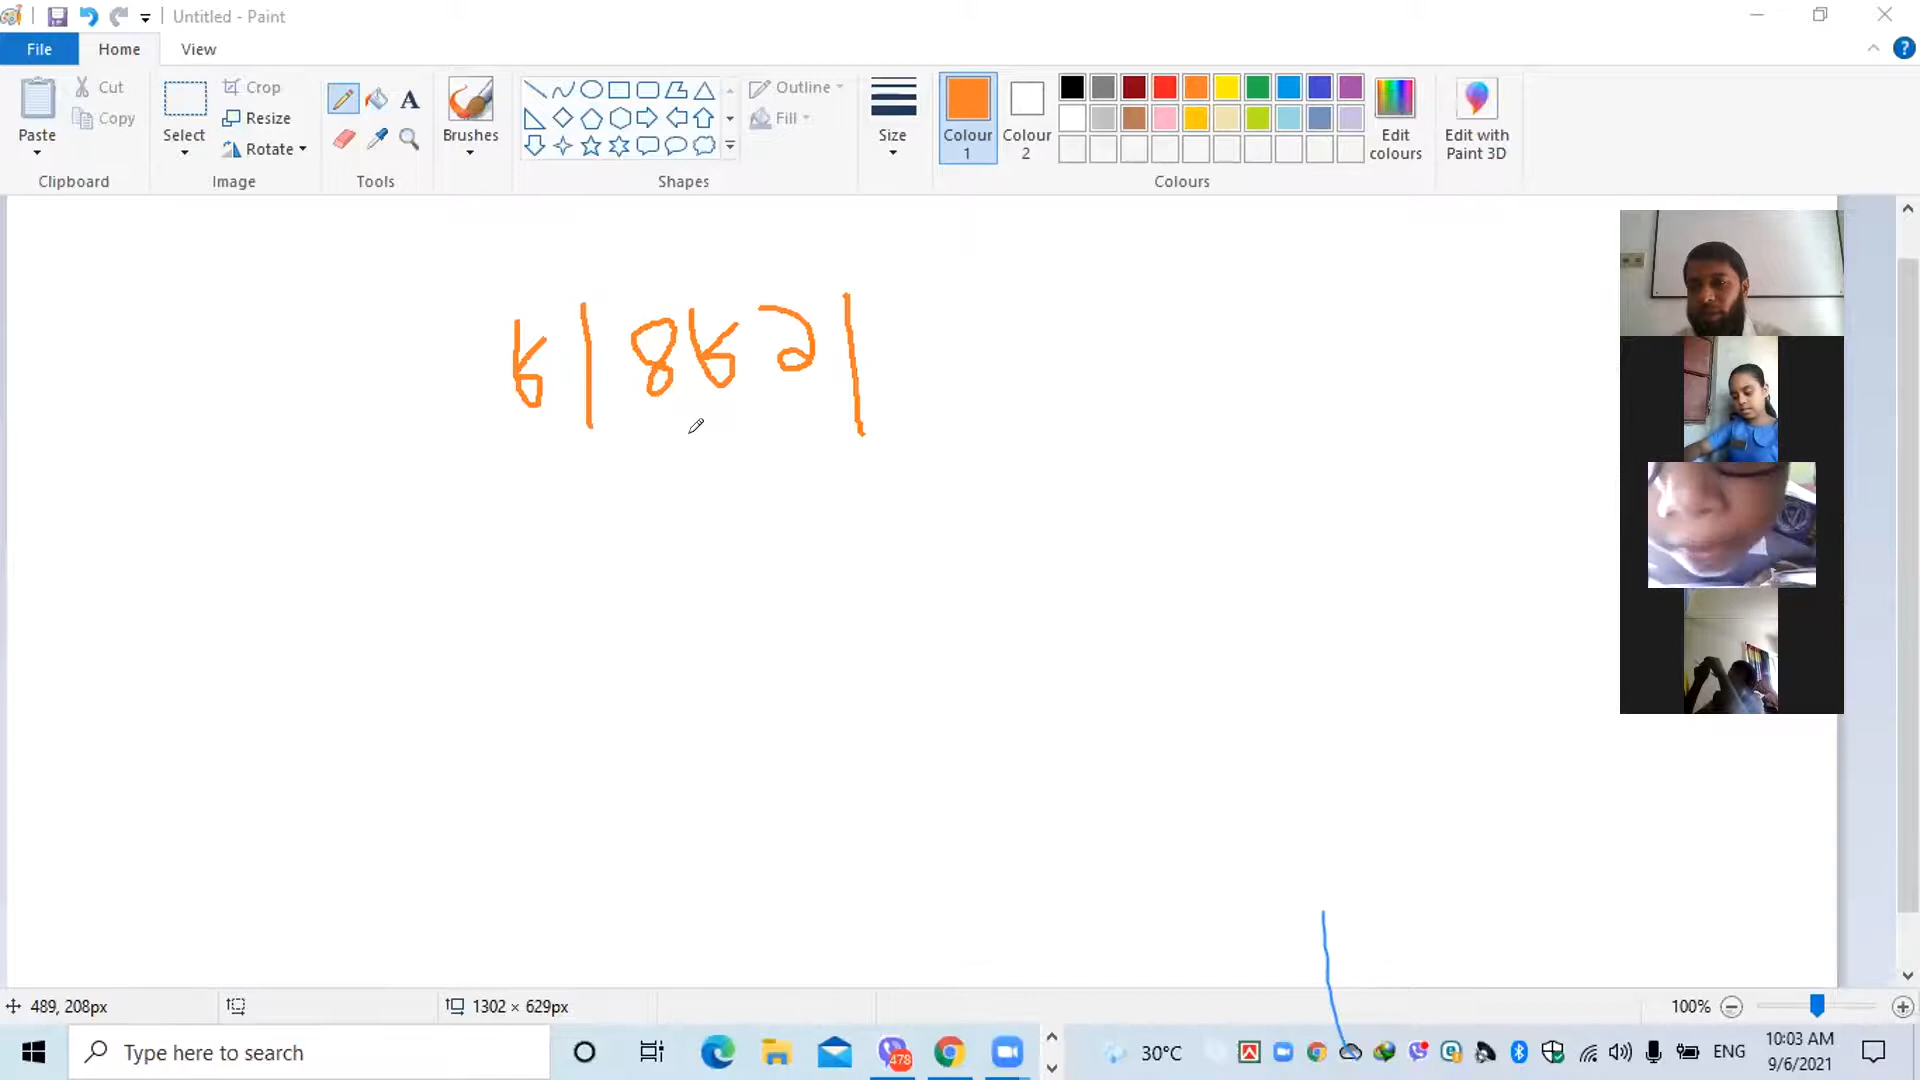 Untitled - Paint
File Home View
Paste Cut Copy Clipboard
Select Crop Resize Rotate Image
Tools
Brushes
Shapes Outline Fill
Size
Colour 1 Colour 2 Edit colours Colours
Edit with Paint 3D
489, 208px 1302 × 629px 100%
Type here to search 478 30°C ENG 10:03 AM
9/6/2021